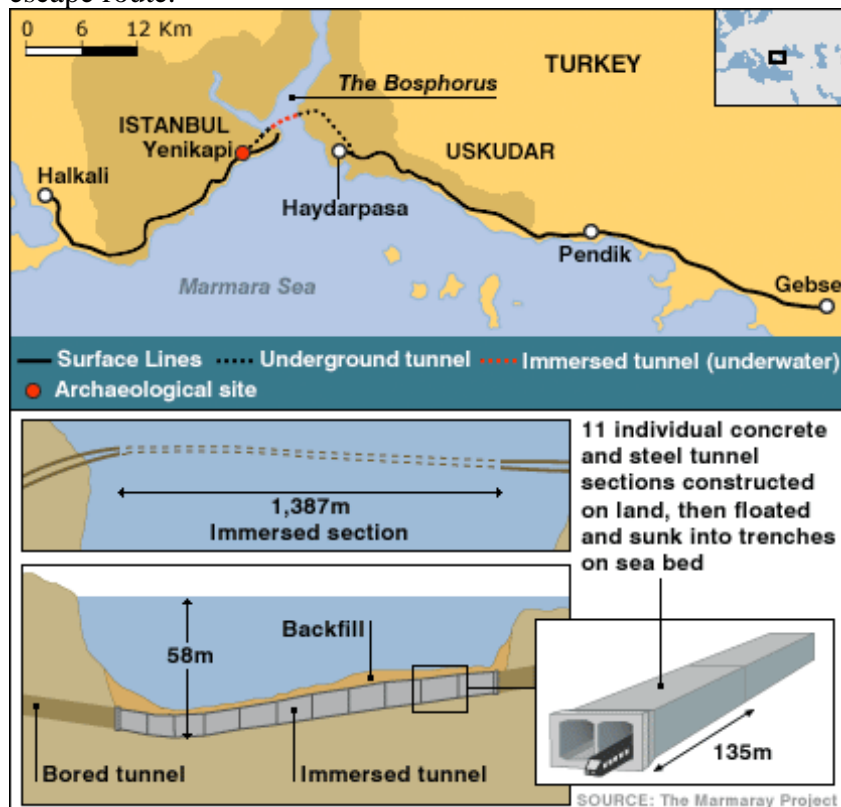 escape route.
0 6 12 Km
The Bosphorus
TURKEY
ISTANBUL
Yenikapi
USKUDAR
Halkali
Haydarpasa
Pendik
Gebse
Marmara Sea
Surface Lines
Underground tunnel
Immersed tunnel (underwater)
Archaeological site
1,387m
Immersed section
11 individual concrete
and steel tunnel
sections constructed
on land, then floated
and sunk into trenches
on sea bed
58m
Backfill
Bored tunnel
Immersed tunnel
135m
SOURCE: The Marmaray Project